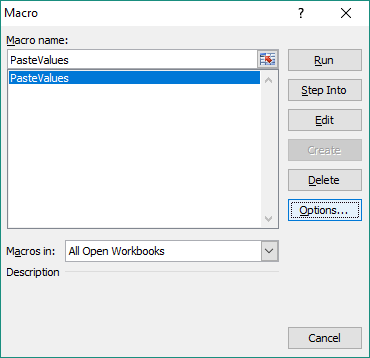 Macro
Macro name:
PasteValues
PasteValues
Run
Step Into
Edit
Create
Delete
Options...
Macros in:
All Open Workbooks
Description
Cancel